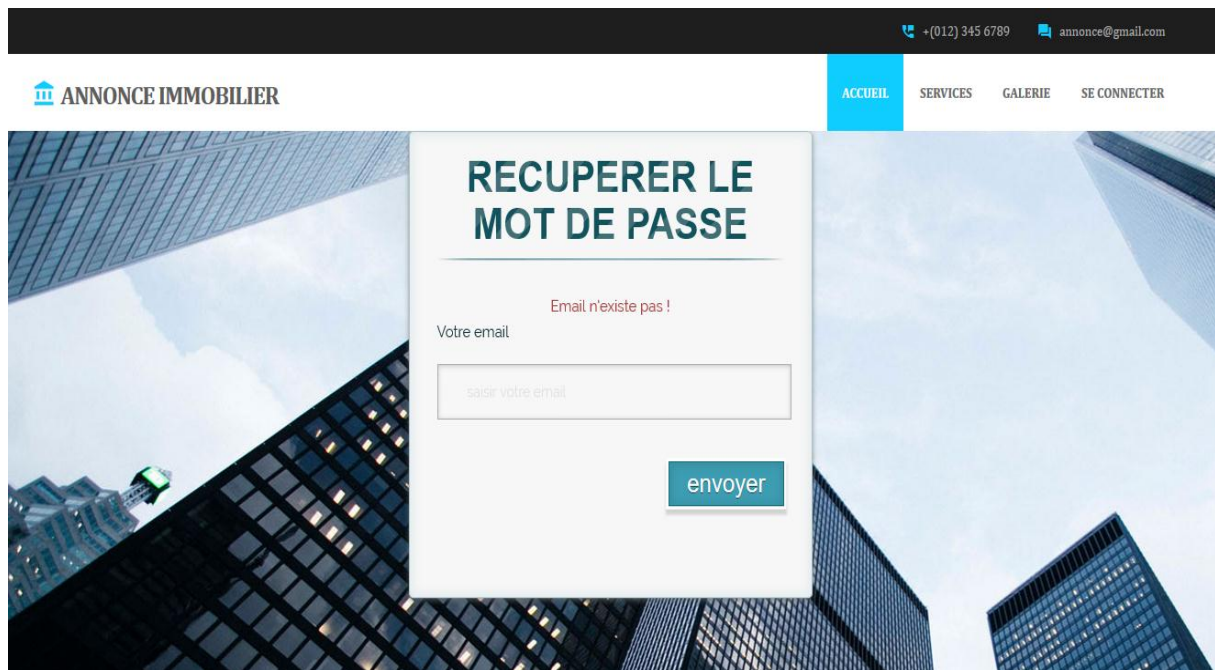 +(012) 345 6789 annonce@gmail.com
ANNONCE IMMOBILIER
ACCUEIL SERVICES GALERIE SE CONNECTER
RECUPERER LE
MOT DE PASSE
Email n'existe pas !
Votre email
saisir votre email
envoyer